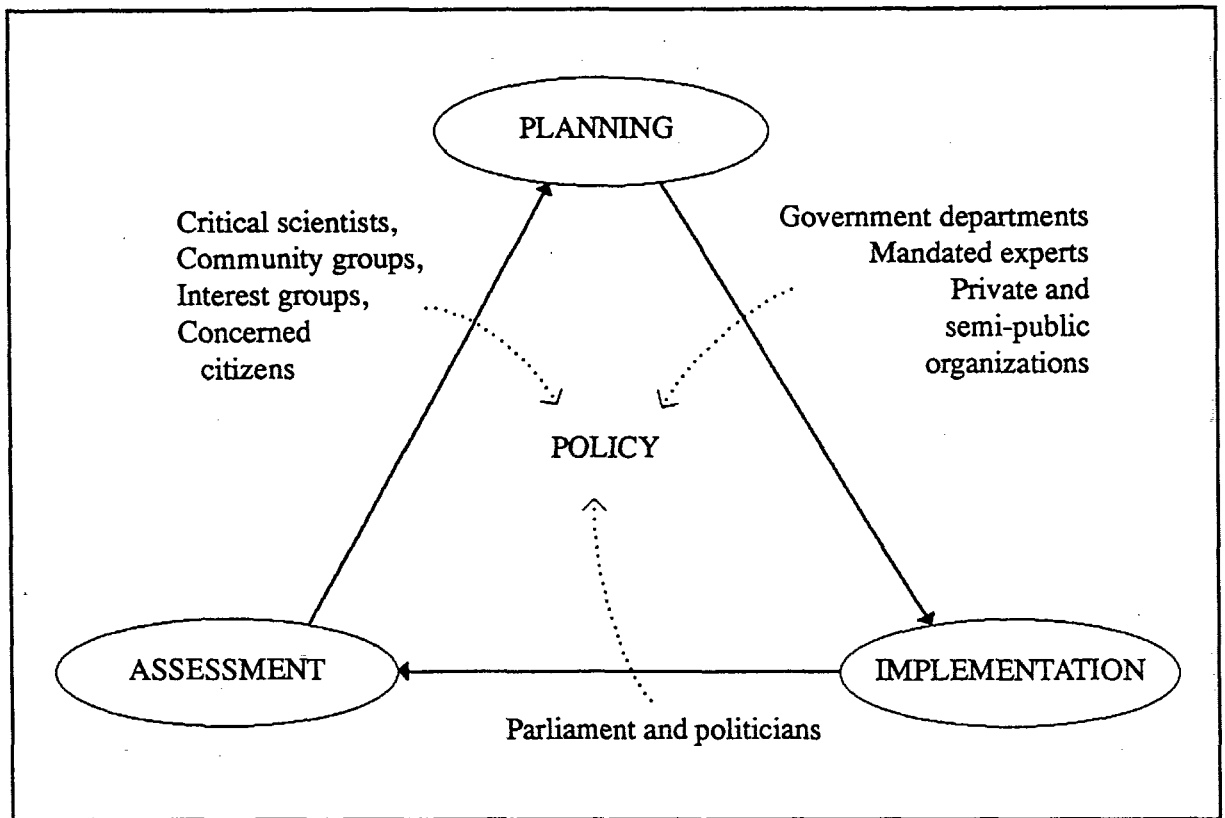 PLANNING
Critical scientists,
Community groups,
Interest groups,
Concerned
citizens
Government departments
Mandated experts
Private and
semi-public
organizations
POLICY
ASSESSMENT
IMPLEMENTATION
Parliament and politicians